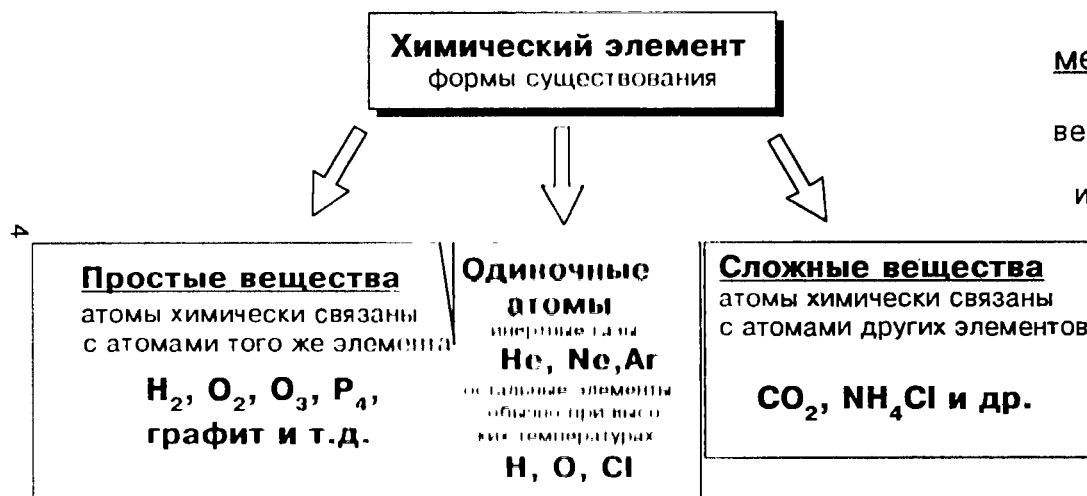 Химический элемент
формы существования
ме
ве
и
4
Простые вещества
атомы химически связаны
с атомами того же элемента
H₂, O₂, O₃, P₄,
графит и т.д.
Одиночные
атомы
инертные газы
He, Ne,Ar
остальные элементы
обычно при высо
ких температурах
H, O, Cl
Сложные вещества
атомы химически связаны
с атомами других элементов
CO₂, NH₄Cl и др.